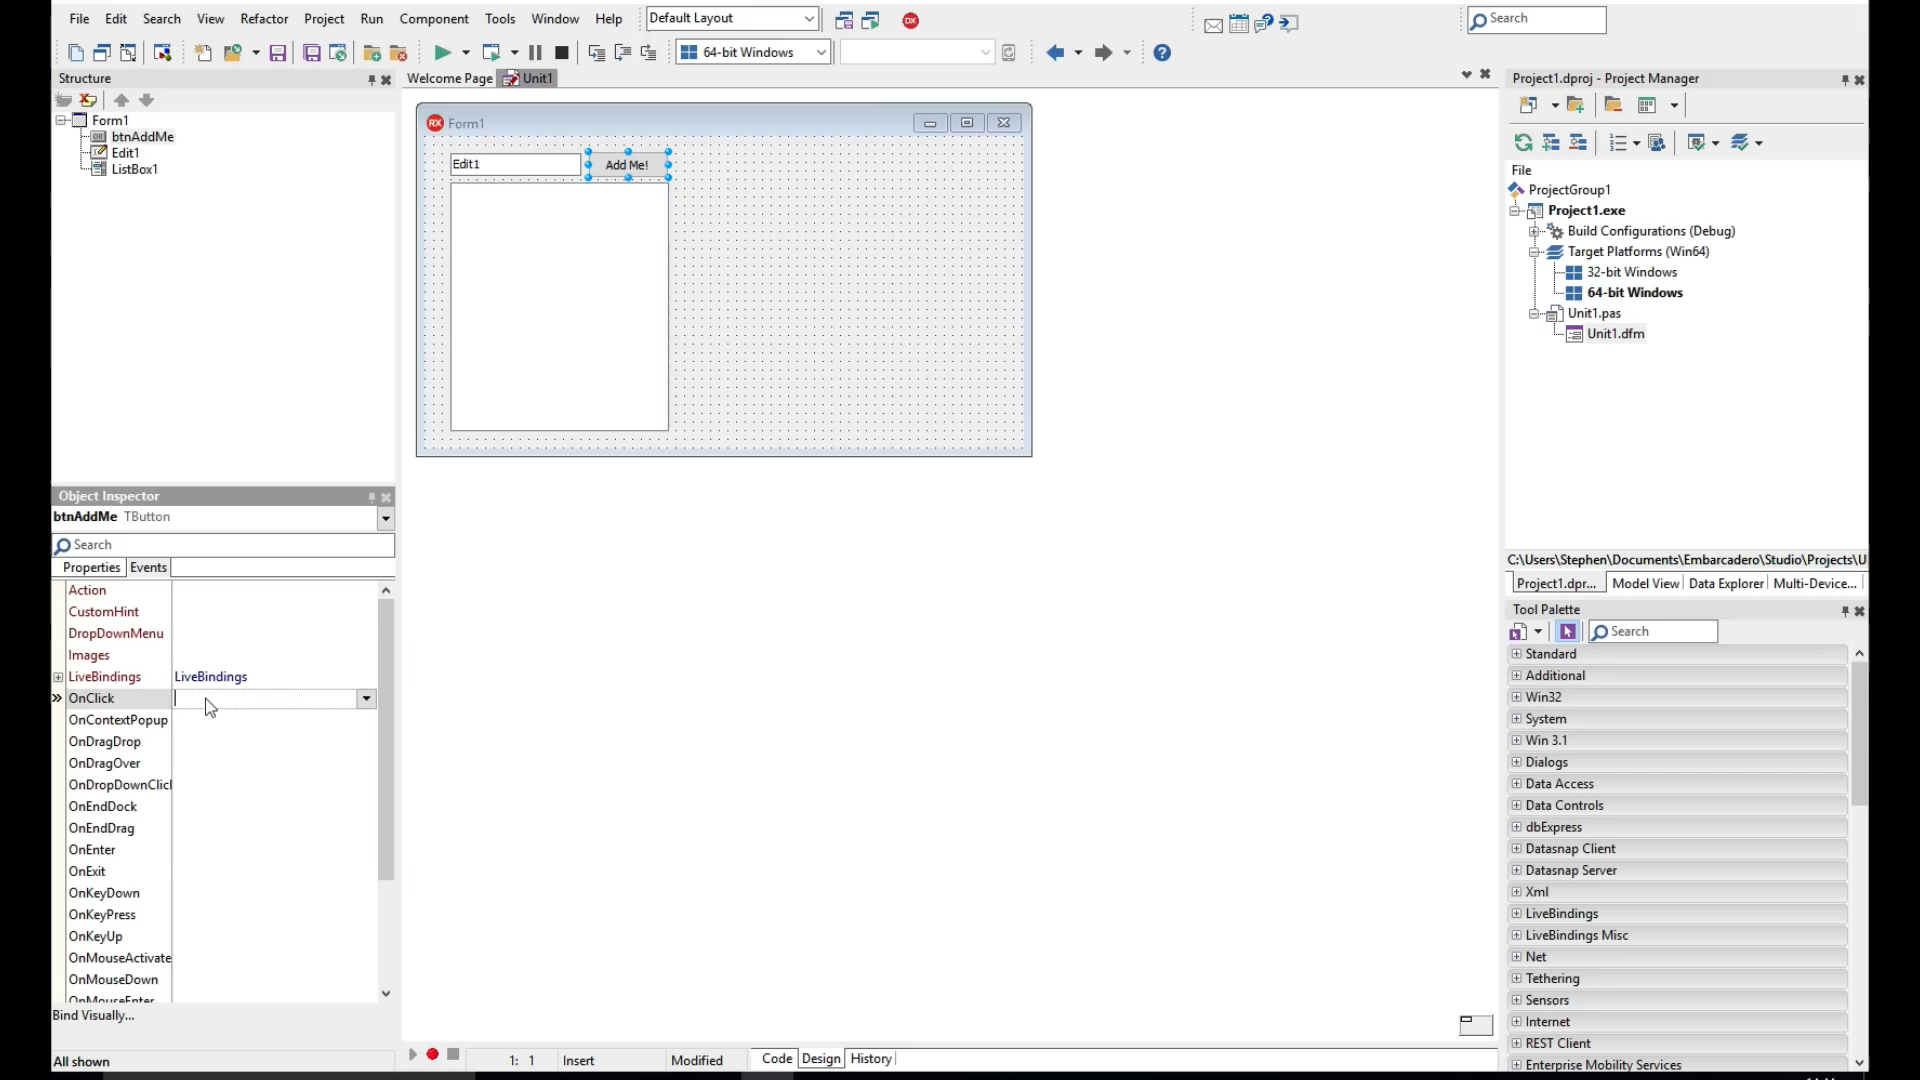 File Edit Search View Refactor Project Run Component Tools Window Help Default Layout Search
64-bit Windows
Structure
Form1
btnAddMe
Edit1
ListBox1
Welcome Page Unit1
Form1
Edit1 Add Me!
Object Inspector
btnAddMe TButton
Search
Properties Events
Action
CustomHint
DropDownMenu
Images
LiveBindings LiveBindings
OnClick
OnContextPopup
OnDragDrop
OnDragOver
OnDropDownClicl
OnEndDock
OnEndDrag
OnEnter
OnExit
OnKeyDown
OnKeyPress
OnKeyUp
OnMouseActivate
OnMouseDown
OnMouseEnter
Bind Visually...
All shown
1: 1 Insert Modified Code Design History
Project1.dproj - Project Manager
File
ProjectGroup1
Project1.exe
Build Configurations (Debug)
Target Platforms (Win64)
32-bit Windows
64-bit Windows
Unit1.pas
Unit1.dfm
C:\Users\Stephen\Documents\Embarcadero\Studio\Projects\U
Project1.dpr... Model View Data Explorer Multi-Device...
Tool Palette
Search
Standard
Additional
Win32
System
Win 3.1
Dialogs
Data Access
Data Controls
dbExpress
Datasnap Client
Datasnap Server
Xml
LiveBindings
LiveBindings Misc
Net
Tethering
Sensors
Internet
REST Client
Enterprise Mobility Services